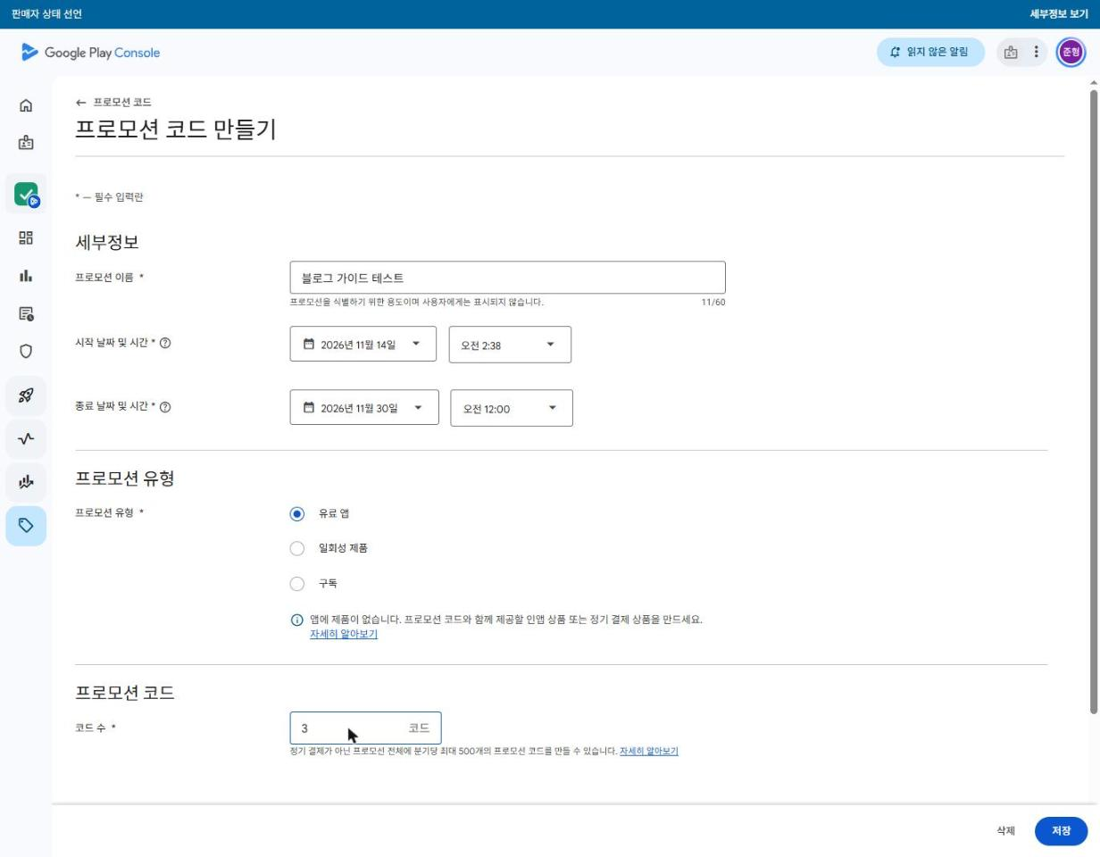 판매자 상태 선언
세부정보 보기
Google Play Console
읽지 않은 알림
준형
← 프로모션 코드
프로모션 코드 만들기
* — 필수 입력란
세부정보
프로모션 이름 *
블로그 가이드 테스트
프로모션을 식별하기 위한 용도이며 사용자에게는 표시되지 않습니다.
11/60
시작 날짜 및 시간 *
2026년 11월 14일
오전 2:38
종료 날짜 및 시간 *
2026년 11월 30일
오전 12:00
프로모션 유형
프로모션 유형 *
유료 앱
일회성 제품
구독
앱에 제품이 없습니다. 프로모션 코드와 함께 제공할 인앱 상품 또는 정기 결제 상품을 만드세요.
자세히 알아보기
프로모션 코드
코드 수 *
3 코드
정기 결제가 아닌 프로모션 전체에 분기당 최대 500개의 프로모션 코드를 만들 수 있습니다. 자세히 알아보기
삭제
저장